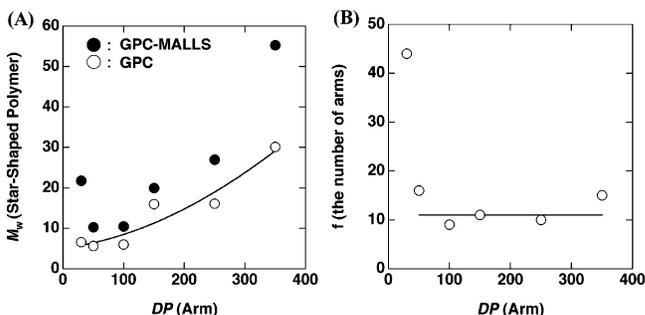 (A)
60
50
40
30
20
10
0
M_w (Star-Shaped Polymer)
● : GPC-MALLS
○ : GPC
0 100 200 300 400
DP (Arm)
(B)
50
40
30
20
10
0
f (the number of arms)
0 100 200 300 400
DP (Arm)